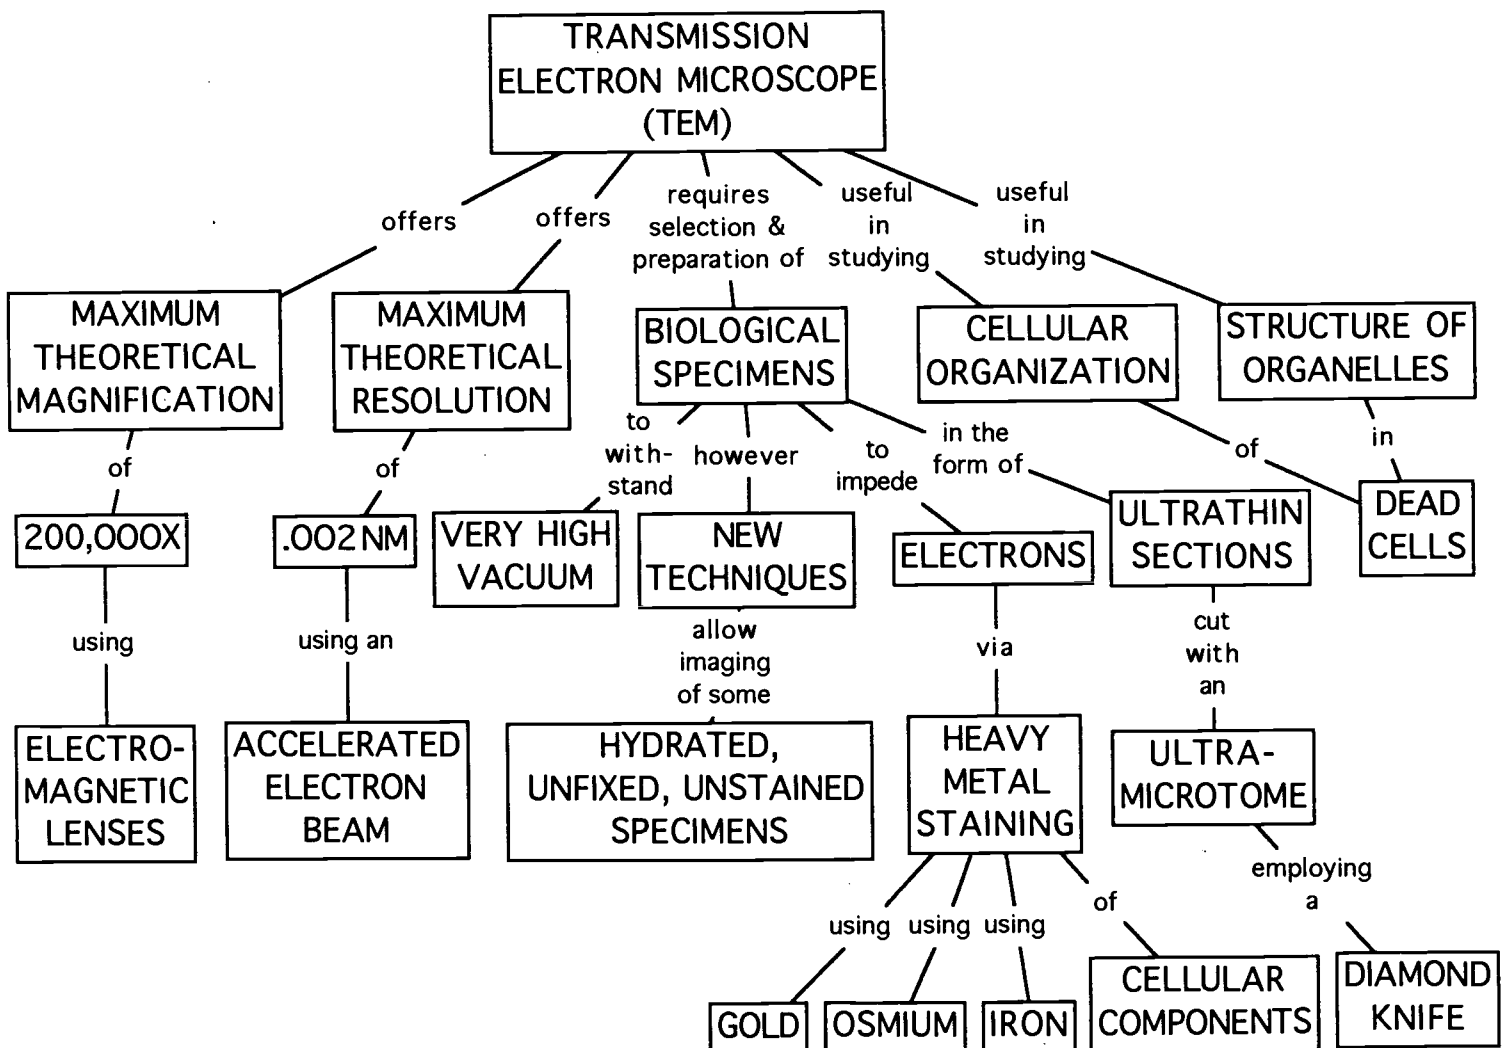 TRANSMISSION
ELECTRON MICROSCOPE
(TEM)
offers
offers
requires
selection &
preparation of
useful
in
studying
useful
in
studying
MAXIMUM
THEORETICAL
MAGNIFICATION
MAXIMUM
THEORETICAL
RESOLUTION
BIOLOGICAL
SPECIMENS
CELLULAR
ORGANIZATION
STRUCTURE OF
ORGANELLES
of
of
to
with-
stand
however
to
impede
in the
form of
of
in
200,000X
.002 NM
VERY HIGH
VACUUM
NEW
TECHNIQUES
ELECTRONS
ULTRATHIN
SECTIONS
DEAD
CELLS
using
using an
allow
imaging
of some
via
cut
with
an
ELECTRO-
MAGNETIC
LENSES
ACCELERATED
ELECTRON
BEAM
HYDRATED,
UNFIXED, UNSTAINED
SPECIMENS
HEAVY
METAL
STAINING
ULTRA-
MICROTOME
using
using
using
of
employing
a
GOLD
OSMIUM
IRON
CELLULAR
COMPONENTS
DIAMOND
KNIFE